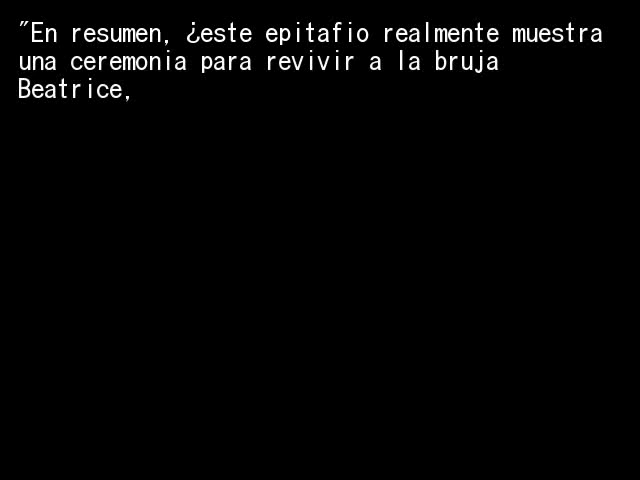 "En resumen, ¿este epitafio realmente muestra
una ceremonia para revivir a la bruja
Beatrice,